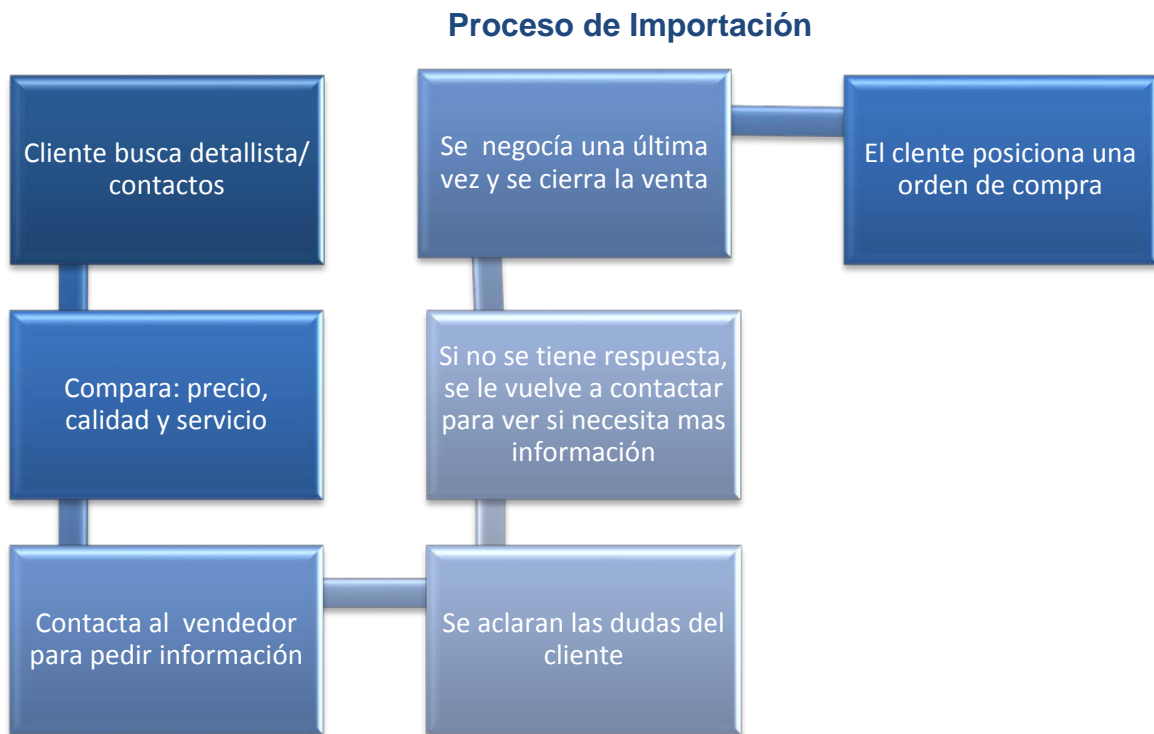 Proceso de Importación
Cliente busca detallista/
contactos
Compara: precio,
calidad y servicio
Contacta al vendedor
para pedir información
Se aclaran las dudas del
cliente
Si no se tiene respuesta,
se le vuelve a contactar
para ver si necesita mas
información
Se negocía una última
vez y se cierra la venta
El clente posiciona una
orden de compra